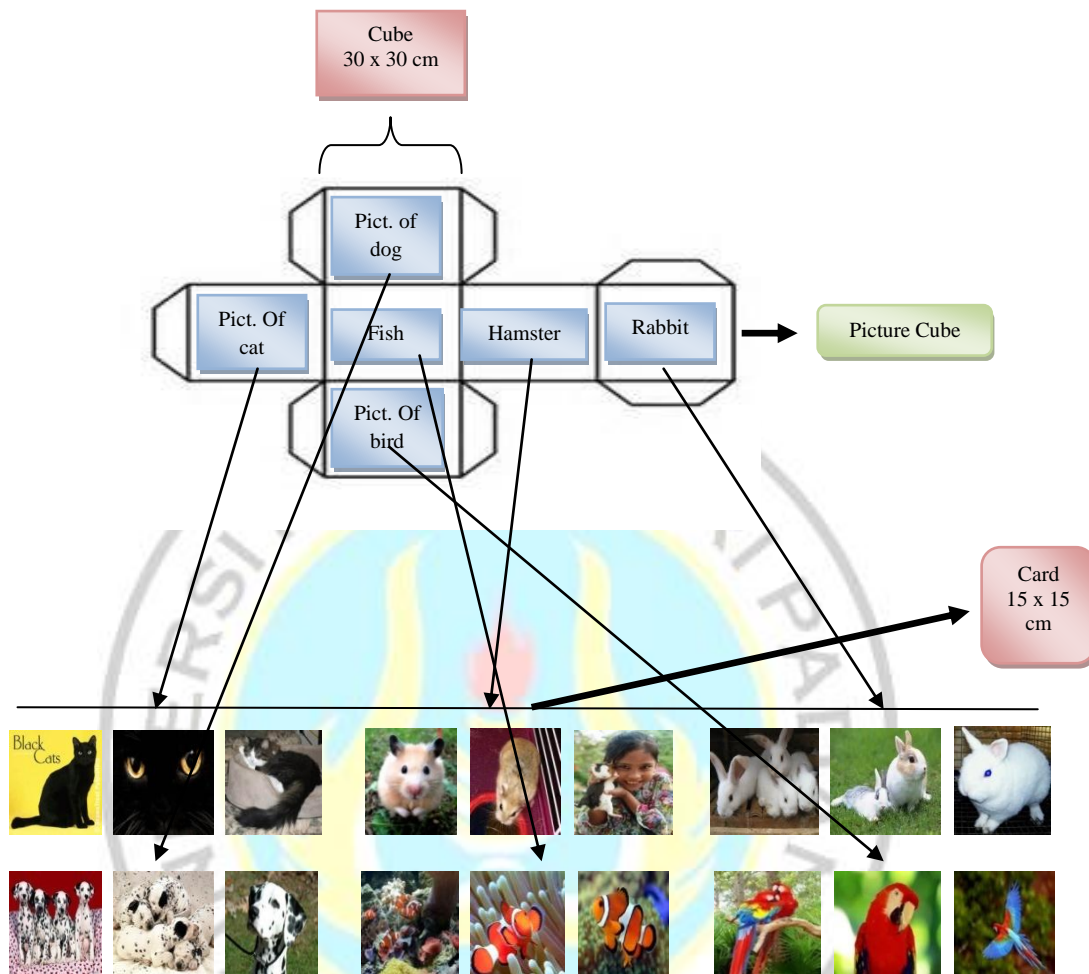 Cube
30 x 30 cm
Pict. of
dog
Pict. Of
cat
Fish
Hamster
Rabbit
Picture Cube
Pict. Of
bird
Card
15 x 15
cm
Black
Cats